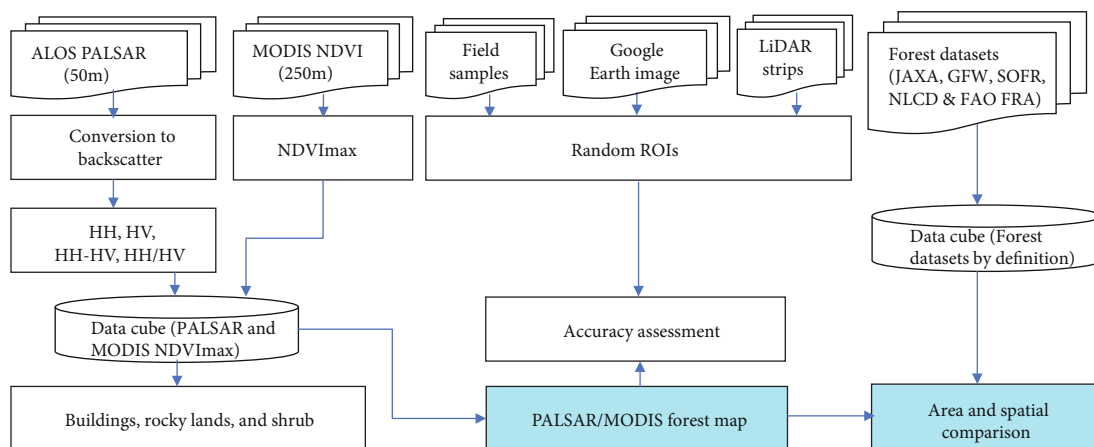 ALOS PALSAR
(50m)
MODIS NDVI
(250m)
Field
samples
Google
Earth image
LiDAR
strips
Forest datasets
(JAXA, GFW, SOFR,
NLCD & FAO FRA)
Conversion to
backscatter
NDVImax
Random ROIs
HH, HV,
HH-HV, HH/HV
Data cube (Forest
datasets by definition)
Data cube (PALSAR and
MODIS NDVImax)
Accuracy assessment
Buildings, rocky lands, and shrub
PALSAR/MODIS forest map
Area and spatial
comparison